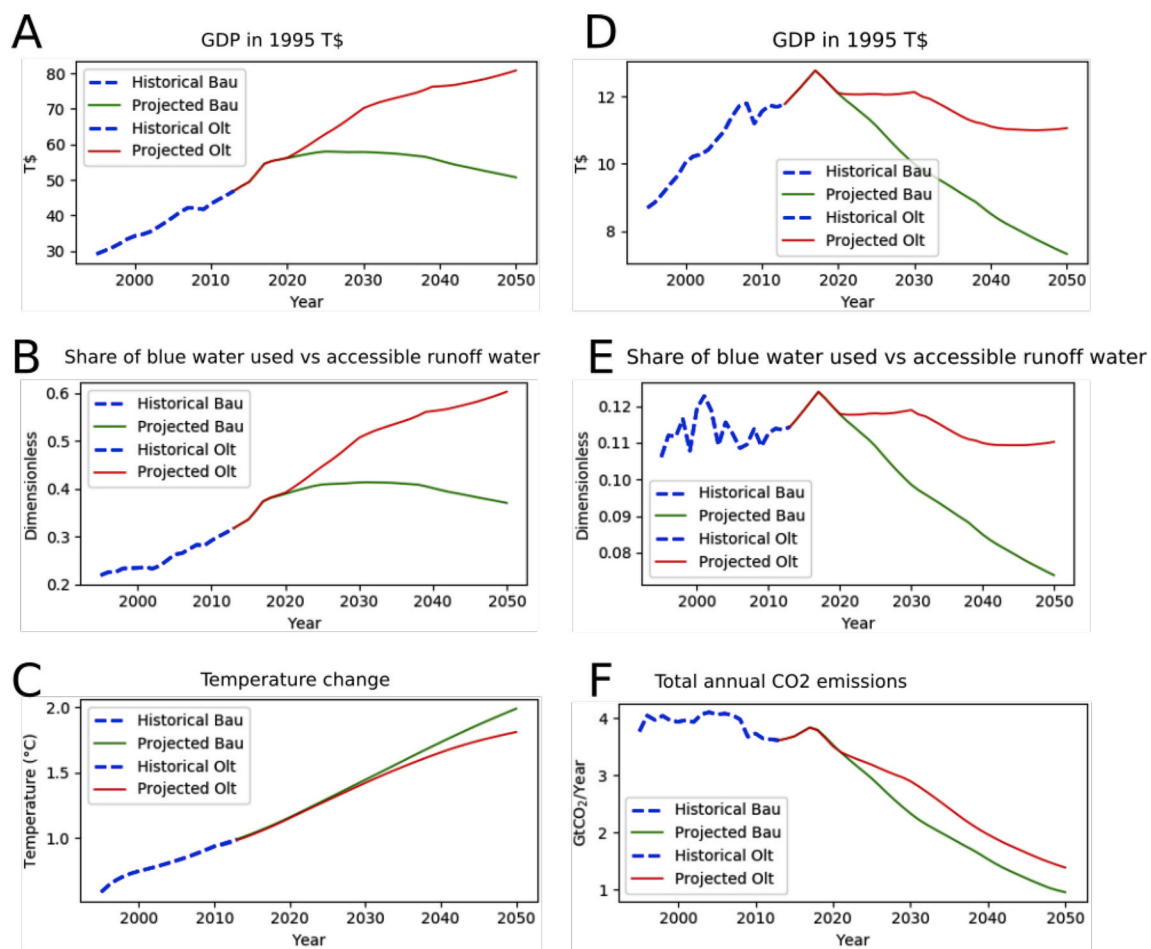 A
GDP in 1995 T$
T$
80
70
60
50
40
30
Historical Bau
Projected Bau
Historical Olt
Projected Olt
2000 2010 2020 2030 2040 2050
Year
D
GDP in 1995 T$
T$
12
10
8
Historical Bau
Projected Bau
Historical Olt
Projected Olt
2000 2010 2020 2030 2040 2050
Year
B
Share of blue water used vs accessible runoff water
Dimensionless
0.6
0.5
0.4
0.3
0.2
Historical Bau
Projected Bau
Historical Olt
Projected Olt
2000 2010 2020 2030 2040 2050
Year
E
Share of blue water used vs accessible runoff water
Dimensionless
0.12
0.11
0.10
0.09
0.08
Historical Bau
Projected Bau
Historical Olt
Projected Olt
2000 2010 2020 2030 2040 2050
Year
C
Temperature change
Temperature (°C)
2.0
1.5
1.0
Historical Bau
Projected Bau
Historical Olt
Projected Olt
2000 2010 2020 2030 2040 2050
Year
F
Total annual CO2 emissions
GtCO₂/Year
4
3
2
1
Historical Bau
Projected Bau
Historical Olt
Projected Olt
2000 2010 2020 2030 2040 2050
Year